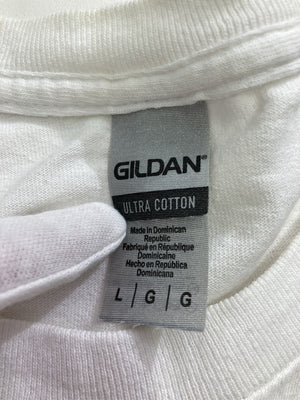 GILDAN®
ULTRA COTTON
Made in Dominican
Republic
Fabriqué en République
Dominicaine
Hecho en República
Dominicana
L | G | G